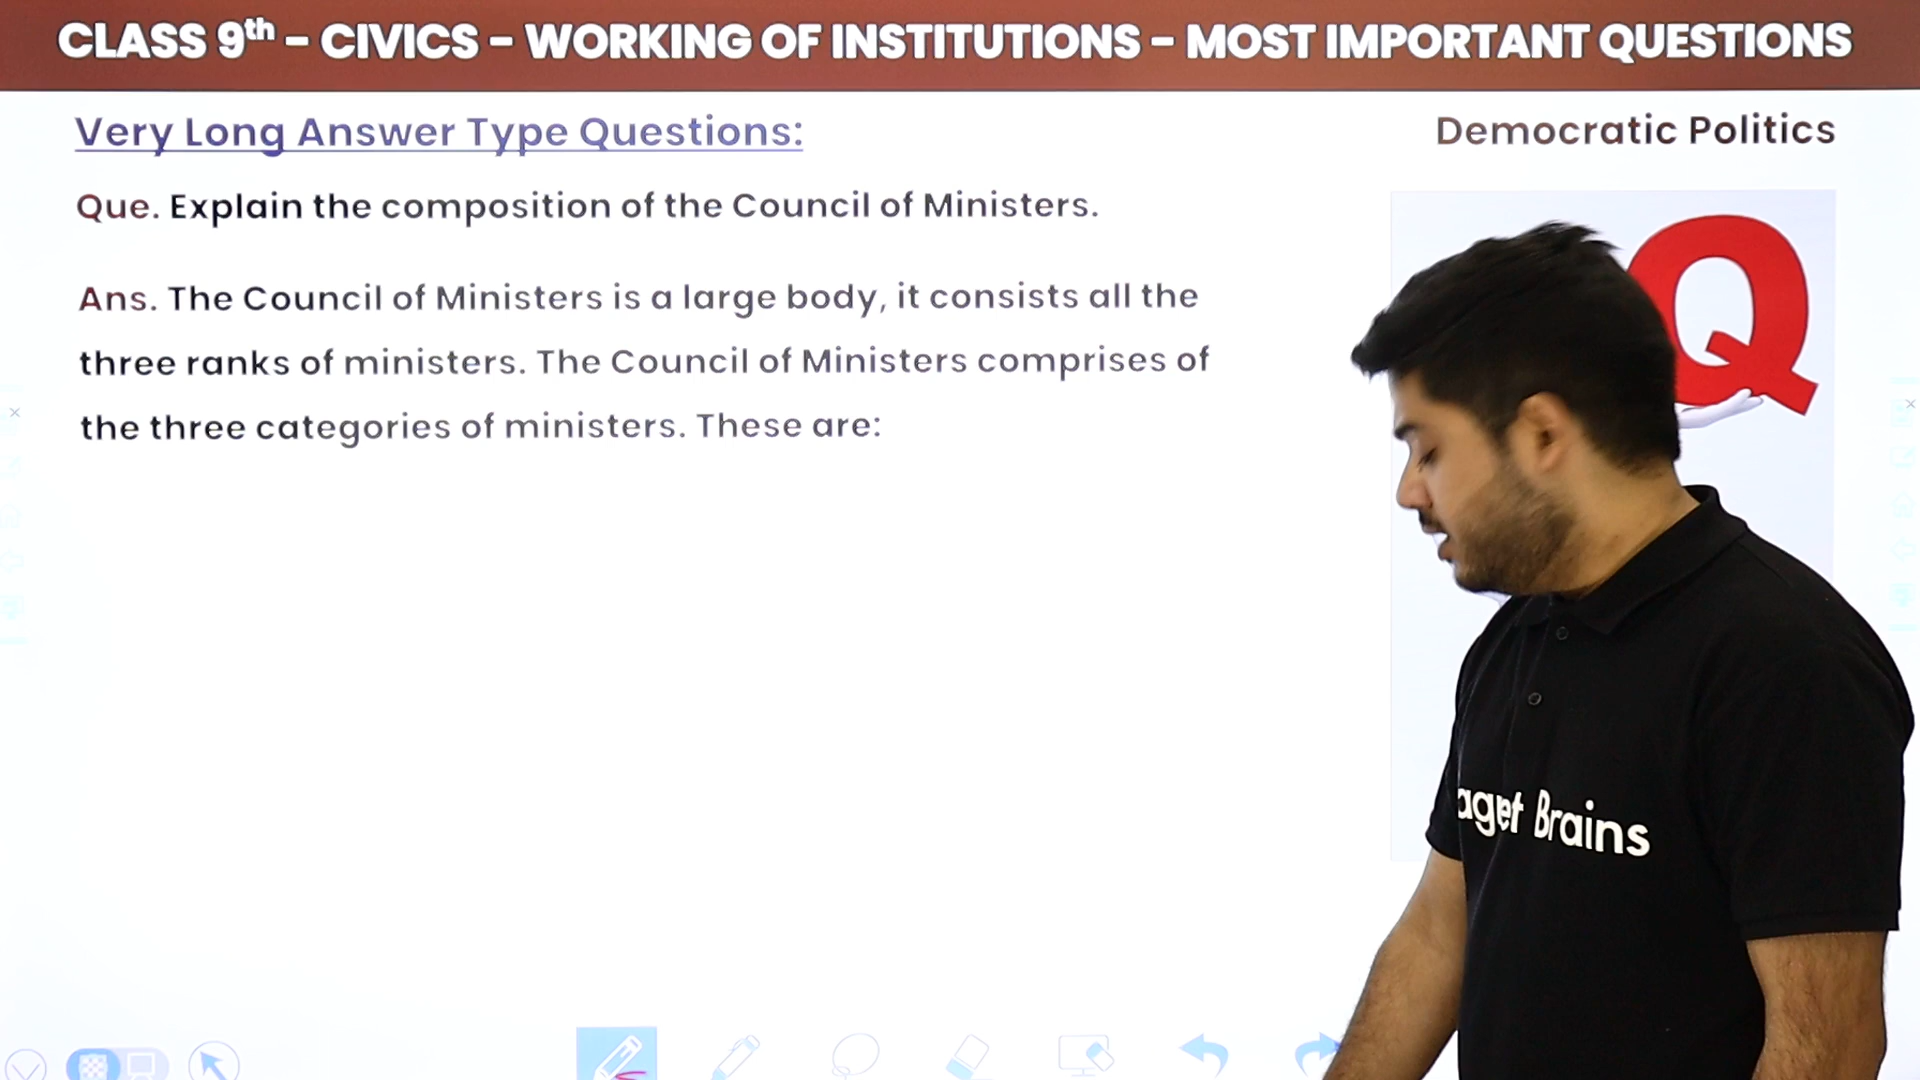 CLASS 9th – CIVICS – WORKING OF INSTITUTIONS – MOST IMPORTANT QUESTIONS
Very Long Answer Type Questions:
Democratic Politics
Que. Explain the composition of the Council of Ministers.
Ans. The Council of Ministers is a large body, it consists all the
three ranks of ministers. The Council of Ministers comprises of
the three categories of ministers. These are:
Q
aget Brains